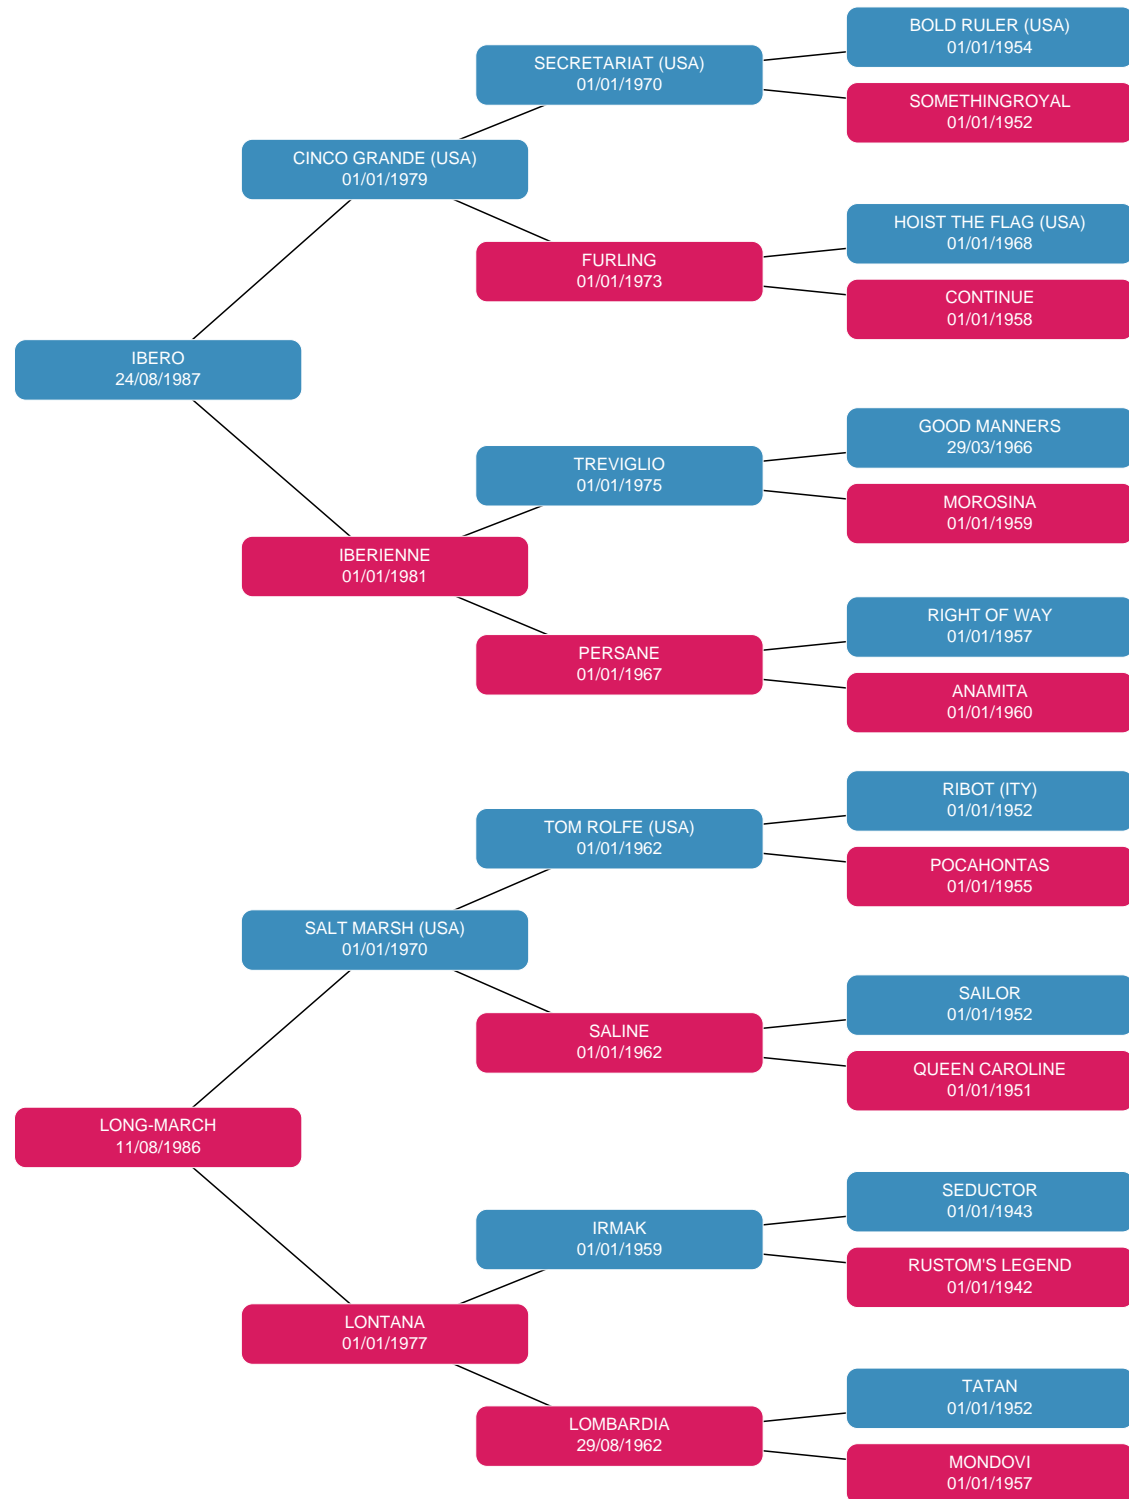 BOLD RULER (USA)
01/01/1954
SECRETARIAT (USA)
01/01/1970
SOMETHINGROYAL
01/01/1952
CINCO GRANDE (USA)
01/01/1979
HOIST THE FLAG (USA)
01/01/1968
FURLING
01/01/1973
CONTINUE
01/01/1958
IBERO
24/08/1987
GOOD MANNERS
29/03/1966
TREVIGLIO
01/01/1975
MOROSINA
01/01/1959
IBERIENNE
01/01/1981
RIGHT OF WAY
01/01/1957
PERSANE
01/01/1967
ANAMITA
01/01/1960
RIBOT (ITY)
01/01/1952
TOM ROLFE (USA)
01/01/1962
POCAHONTAS
01/01/1955
SALT MARSH (USA)
01/01/1970
SAILOR
01/01/1952
SALINE
01/01/1962
QUEEN CAROLINE
01/01/1951
LONG-MARCH
11/08/1986
SEDUCTOR
01/01/1943
IRMAK
01/01/1959
RUSTOM'S LEGEND
01/01/1942
LONTANA
01/01/1977
TATAN
01/01/1952
LOMBARDIA
29/08/1962
MONDOVI
01/01/1957